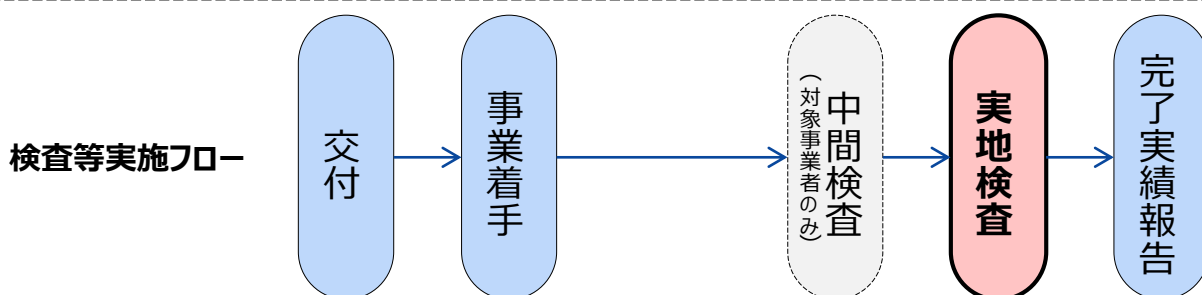 検査等実施フロー
交付
事業着手
中間検査
(対象事業者のみ)
実地検査
完了実績報告